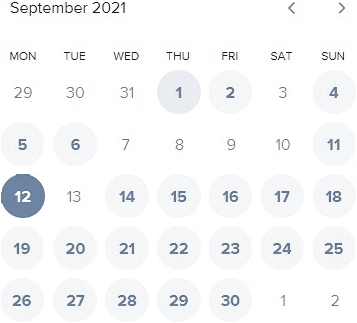 September 2021
MON TUE WED THU FRI SAT SUN
29 30 31 1 2 3 4
5 6 7 8 9 10 11
12 13 14 15 16 17 18
19 20 21 22 23 24 25
26 27 28 29 30 1 2